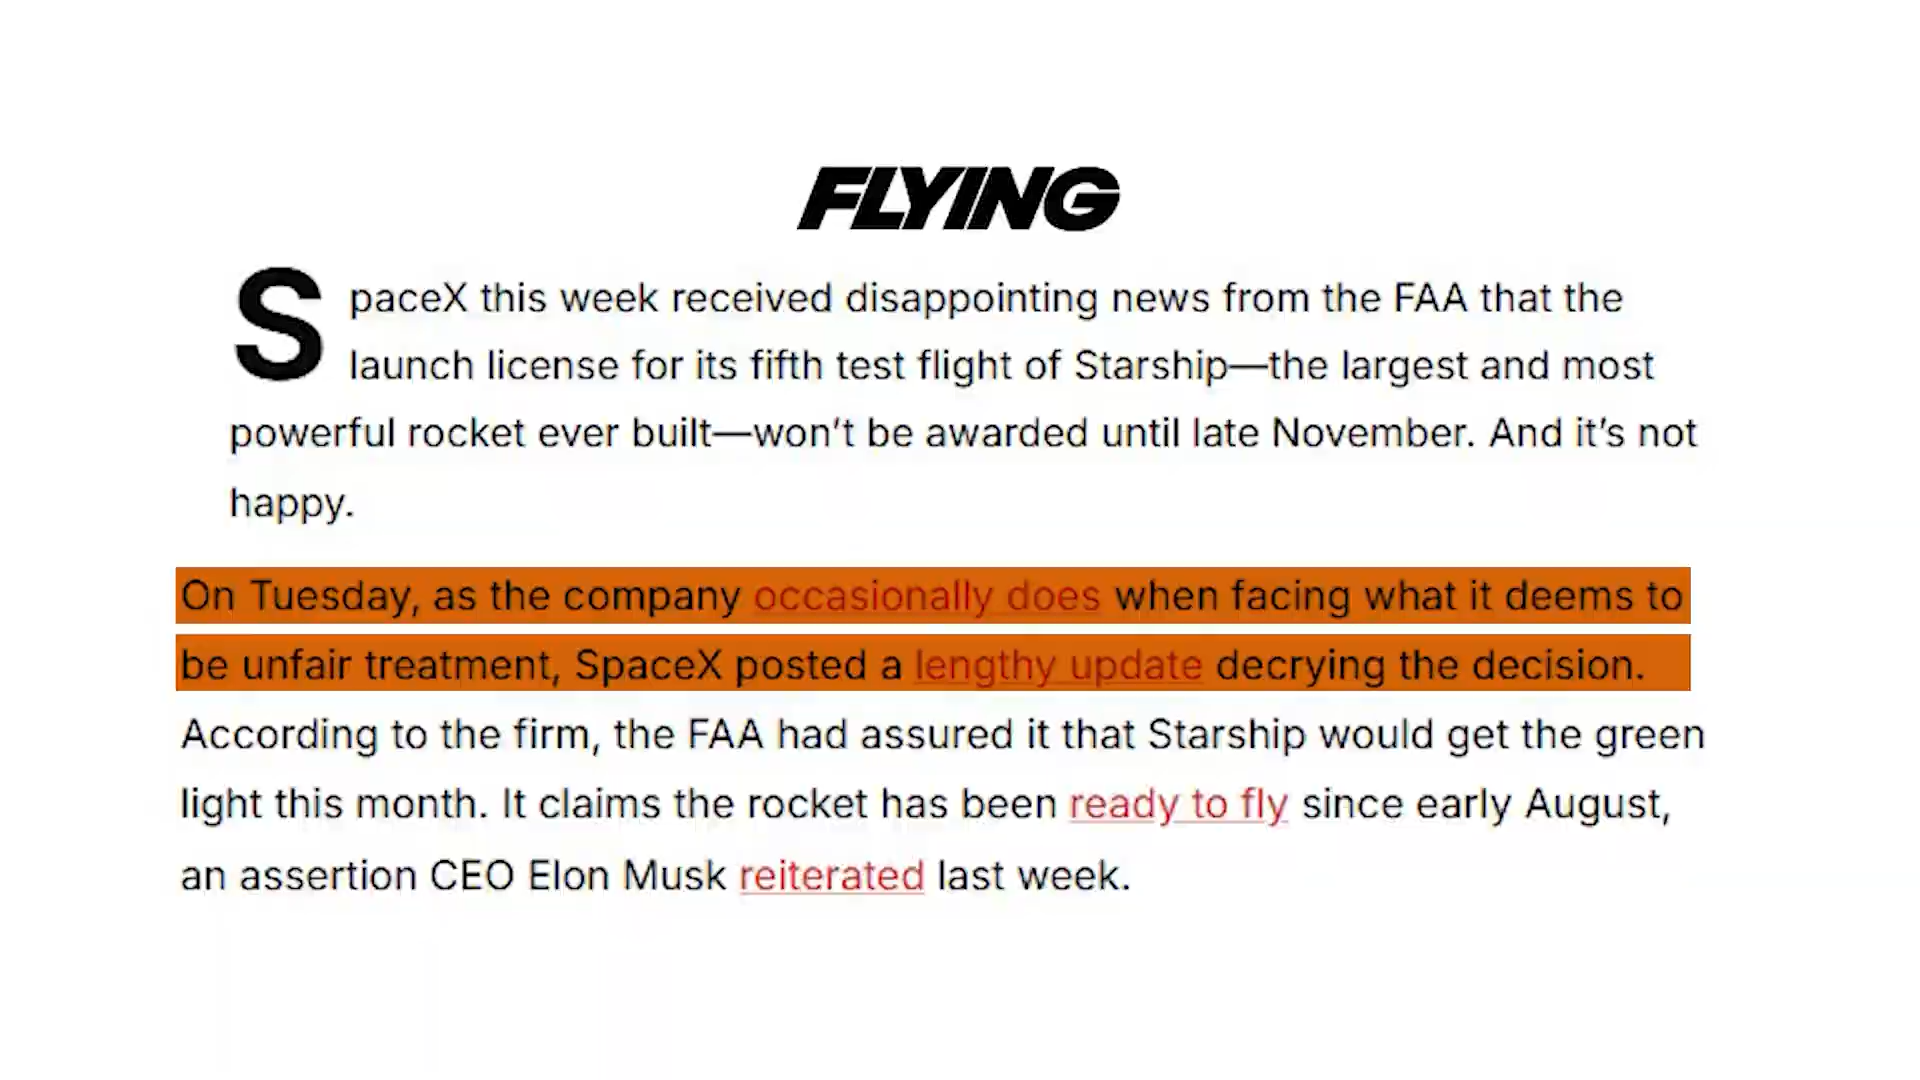 FLYING
SpaceX this week received disappointing news from the FAA that the
launch license for its fifth test flight of Starship—the largest and most
powerful rocket ever built—won’t be awarded until late November. And it’s not
happy.
On Tuesday, as the company occasionally does when facing what it deems to
be unfair treatment, SpaceX posted a lengthy update decrying the decision.
According to the firm, the FAA had assured it that Starship would get the green
light this month. It claims the rocket has been ready to fly since early August,
an assertion CEO Elon Musk reiterated last week.